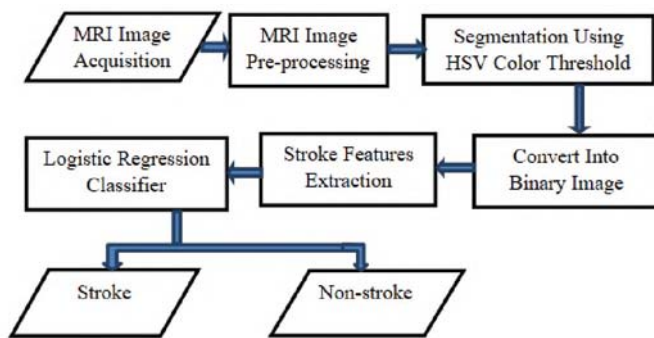 MRI Image
Acquisition
MRI Image
Pre-processing
Segmentation Using
HSV Color Threshold
Convert Into
Binary Image
Stroke Features
Extraction
Logistic Regression
Classifier
Stroke
Non-stroke